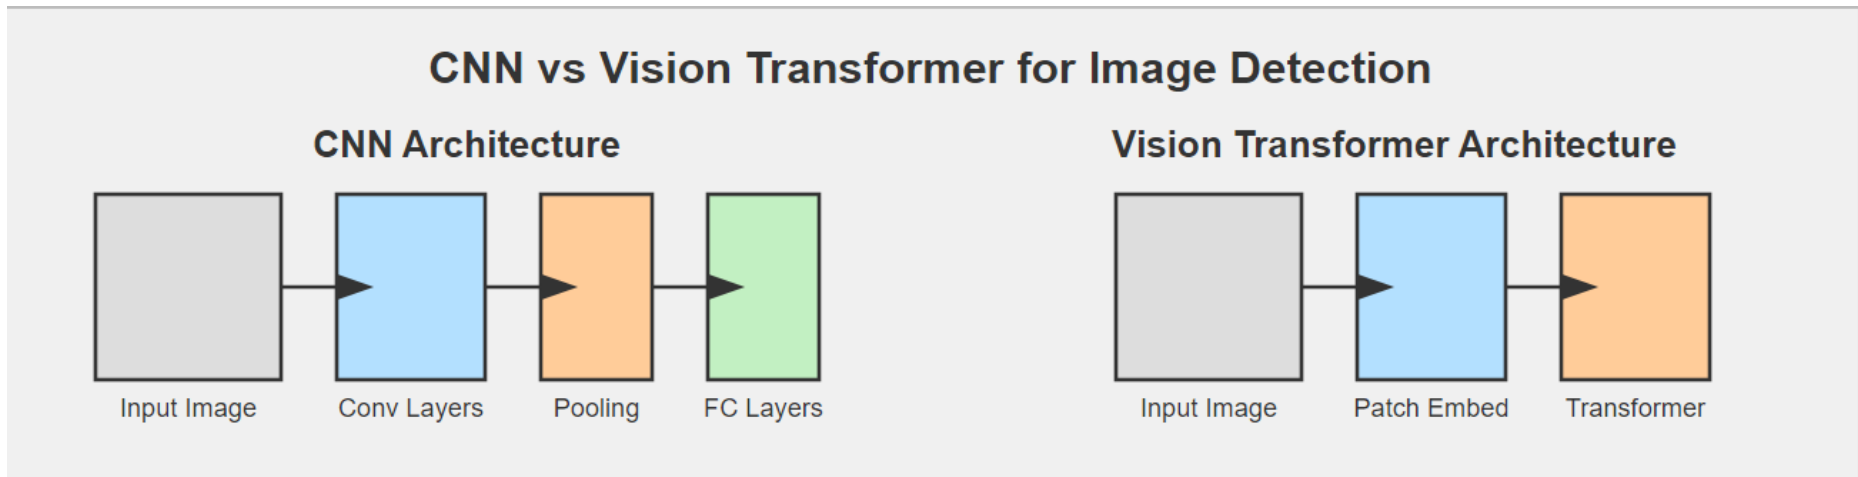 CNN vs Vision Transformer for Image Detection
CNN Architecture
Input Image
Conv Layers
Pooling
FC Layers
Vision Transformer Architecture
Input Image
Patch Embed
Transformer